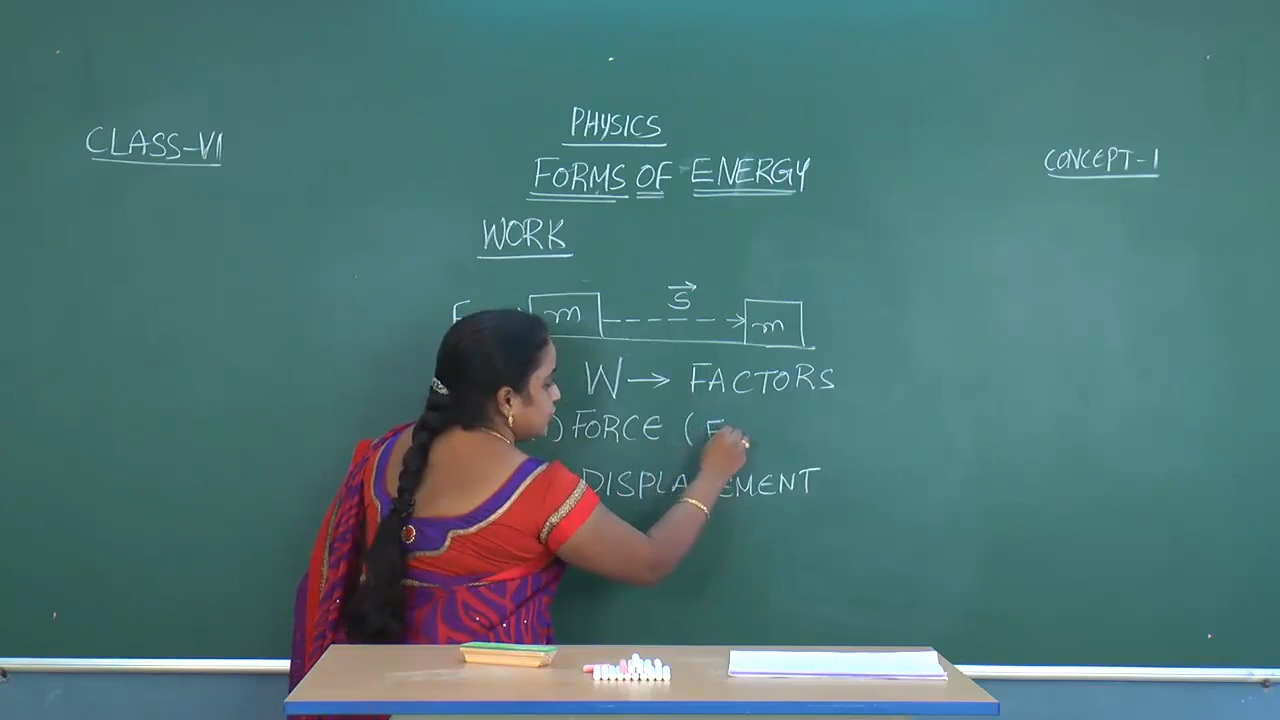 CLASS-VI
PHYSICS
CONCEPT-1
FORMS OF ENERGY
WORK
F m S m
W → FACTORS
) FORCE ( F
DISPLACEMENT